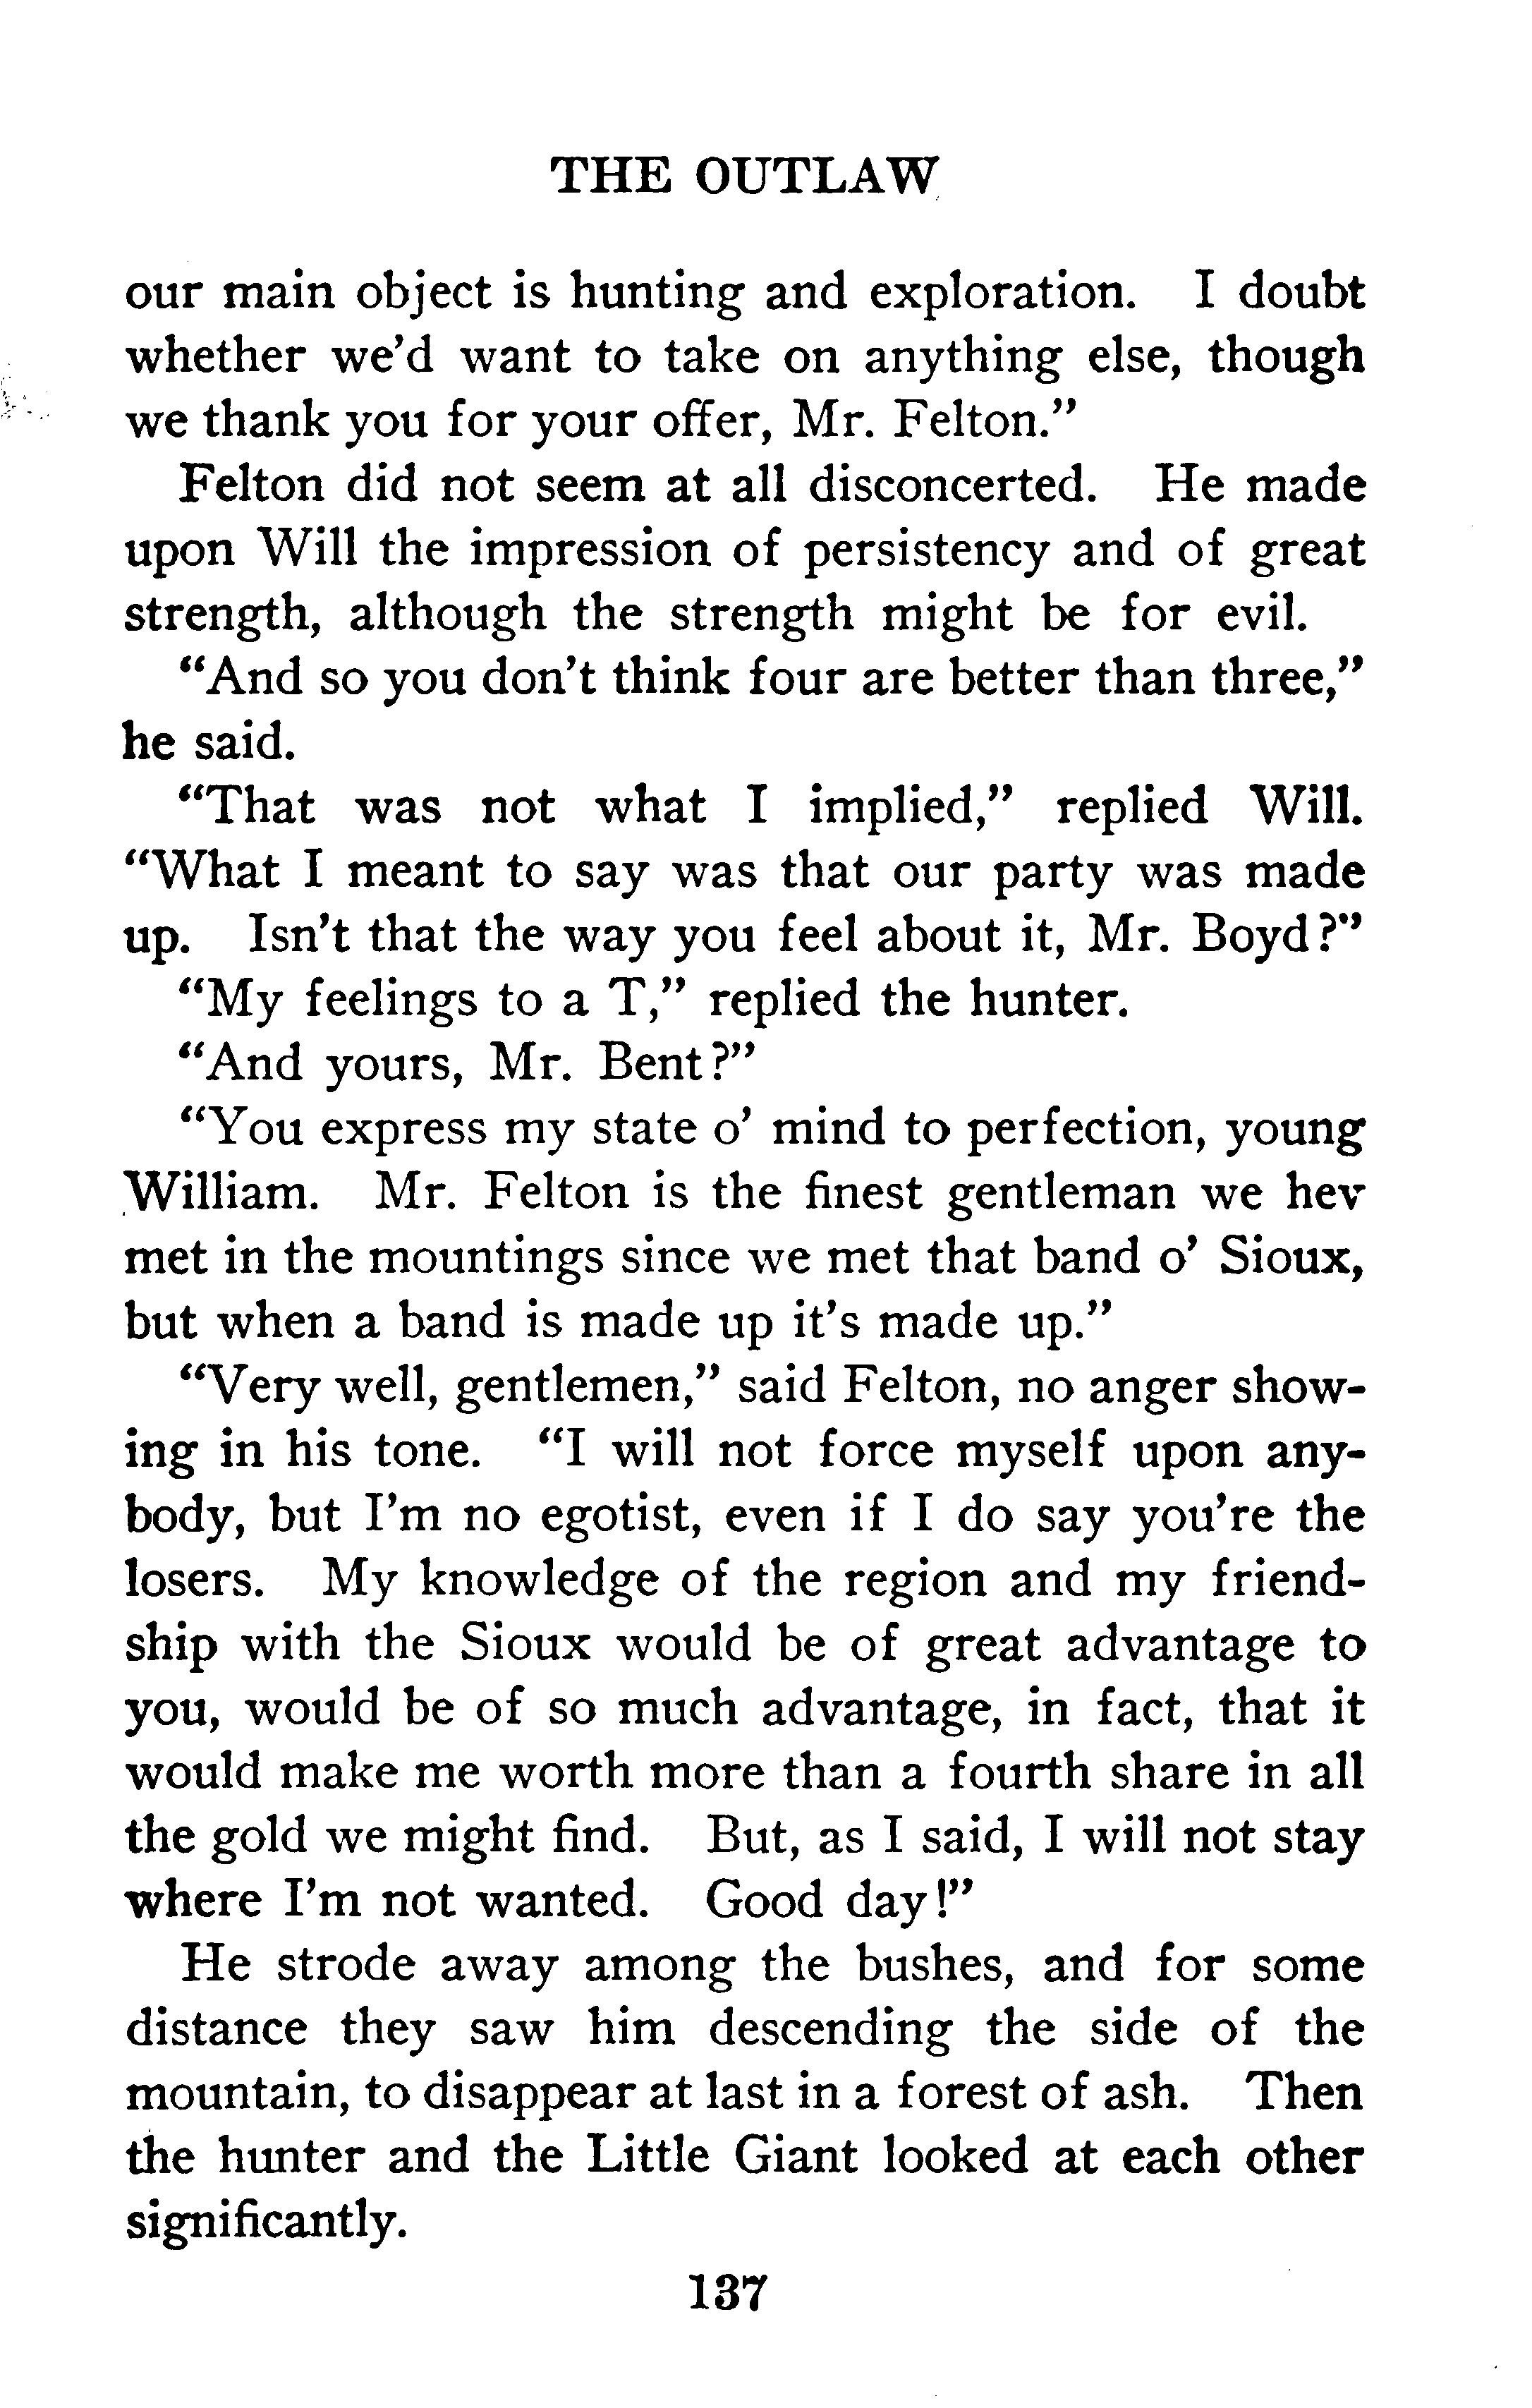 THE OUTLAW
our main object is hunting and exploration. I doubt
whether we'd want to take on anything else, though
we thank you for your offer, Mr. Felton."
Felton did not seem at all disconcerted. He made
upon Will the impression of persistency and of great
strength, although the strength might be for evil.
"And so you don't think four are better than three,"
he said.
"That was not what I implied," replied Will.
"What I meant to say was that our party was made
up. Isn't that the way you feel about it, Mr. Boyd?"
"My feelings to a T," replied the hunter.
"And yours, Mr. Bent?"
"You express my state o' mind to perfection, young
William. Mr. Felton is the finest gentleman we hev
met in the mountings since we met that band o' Sioux,
but when a band is made up it's made up."
"Very well, gentlemen," said Felton, no anger show-
ing in his tone. "I will not force myself upon any-
body, but I'm no egotist, even if I do say you're the
losers. My knowledge of the region and my friend-
ship with the Sioux would be of great advantage to
you, would be of so much advantage, in fact, that it
would make me worth more than a fourth share in all
the gold we might find. But, as I said, I will not stay
where I'm not wanted. Good day!"
He strode away among the bushes, and for some
distance they saw him descending the side of the
mountain, to disappear at last in a forest of ash. Then
the hunter and the Little Giant looked at each other
significantly.
137